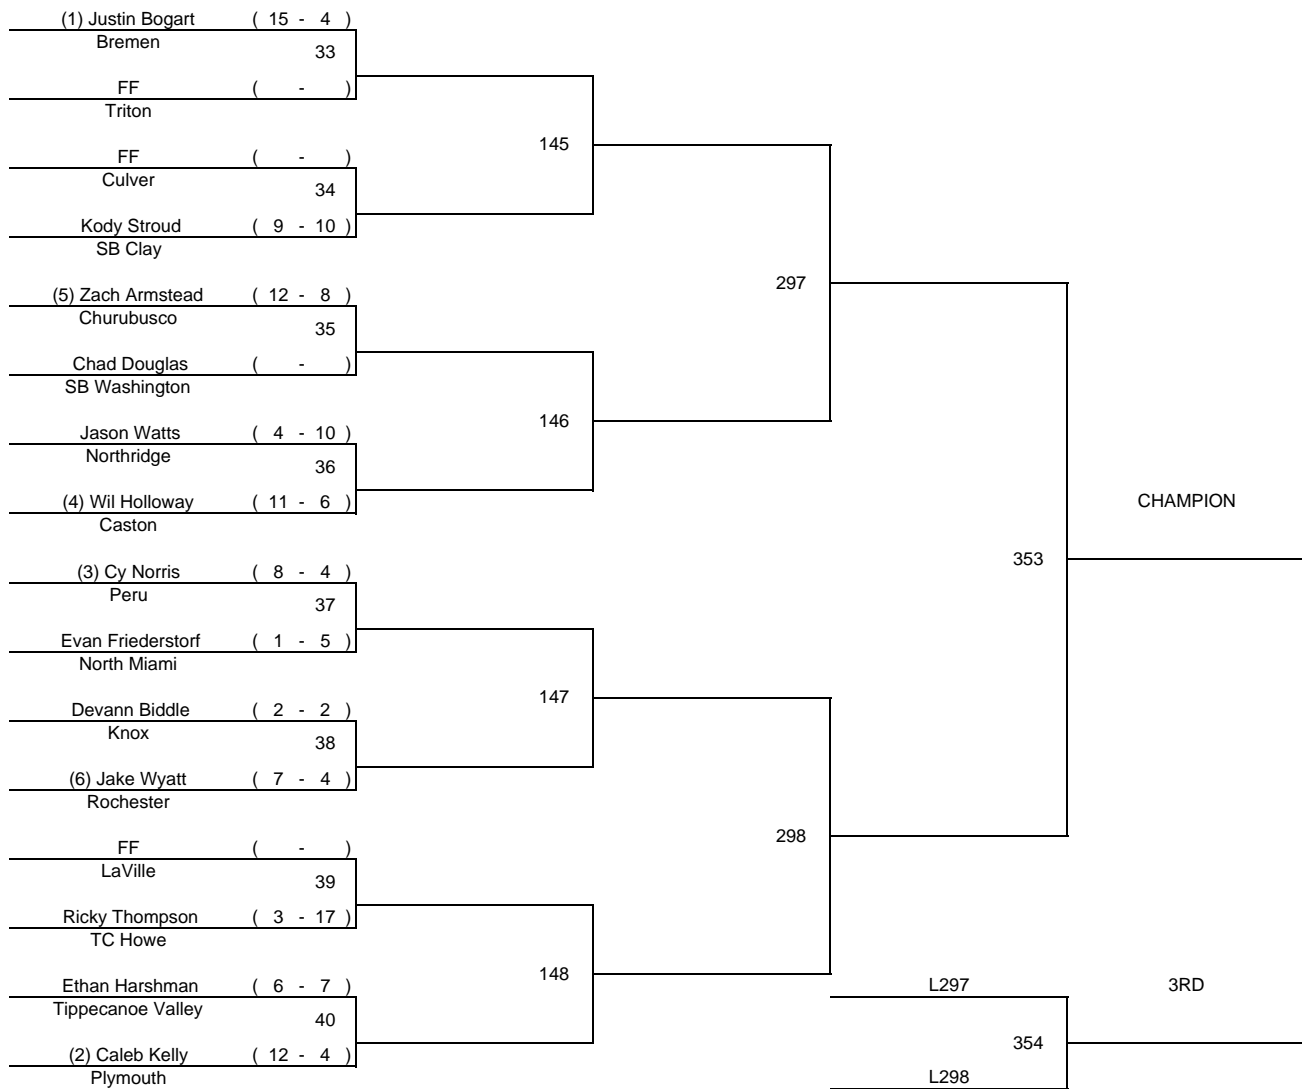 (1) Justin Bogart ( 15 - 4 )
Bremen
33
FF ( - )
Triton
145
FF ( - )
Culver
34
Kody Stroud ( 9 - 10 )
SB Clay
297
(5) Zach Armstead ( 12 - 8 )
Churubusco
35
Chad Douglas ( - )
SB Washington
146
Jason Watts ( 4 - 10 )
Northridge
36
(4) Wil Holloway ( 11 - 6 )
Caston
CHAMPION
353
(3) Cy Norris ( 8 - 4 )
Peru
37
Evan Friederstorf ( 1 - 5 )
North Miami
147
Devann Biddle ( 2 - 2 )
Knox
38
(6) Jake Wyatt ( 7 - 4 )
Rochester
298
FF ( - )
LaVille
39
Ricky Thompson ( 3 - 17 )
TC Howe
148
Ethan Harshman ( 6 - 7 )
Tippecanoe Valley
40
(2) Caleb Kelly ( 12 - 4 )
Plymouth
L297
3RD
354
L298